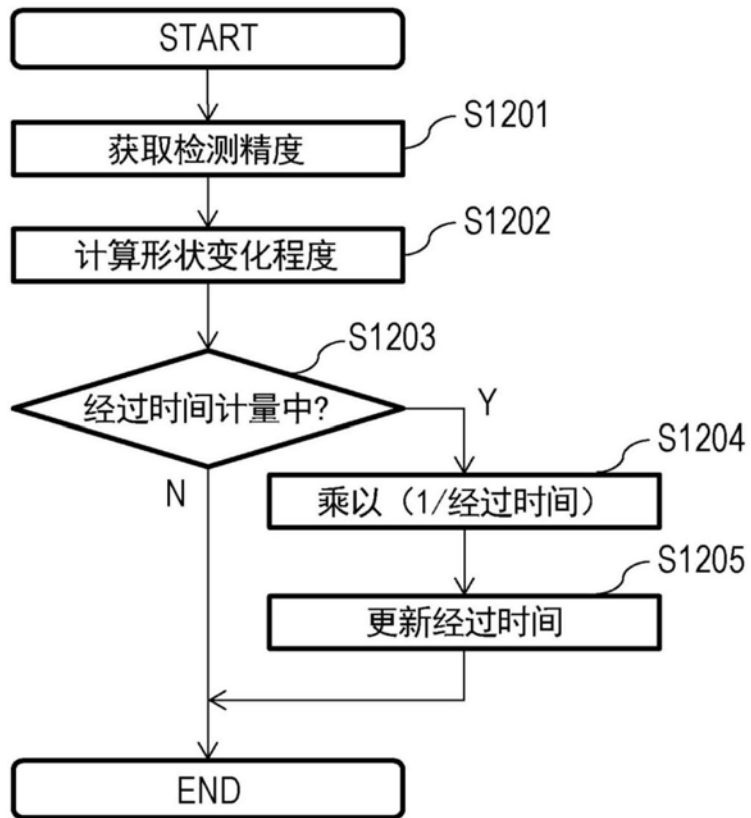 START
S1201
获取检测精度
S1202
计算形状变化程度
S1203
经过时间计量中?
Y
N
S1204
乘以（1/经过时间）
S1205
更新经过时间
END